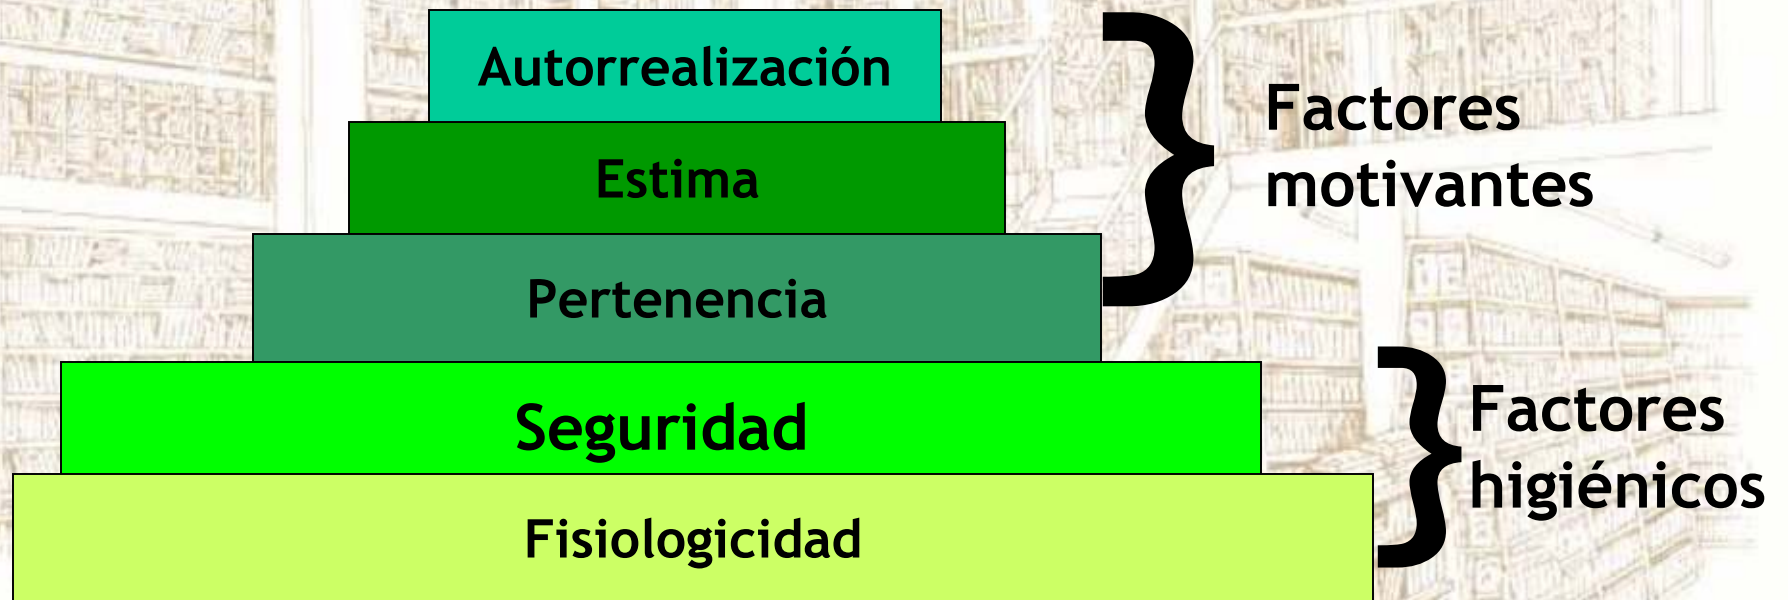 Autorrealización
Estima
Pertenencia
Seguridad
Fisiologicidad
Factores
motivantes
Factores
higiénicos